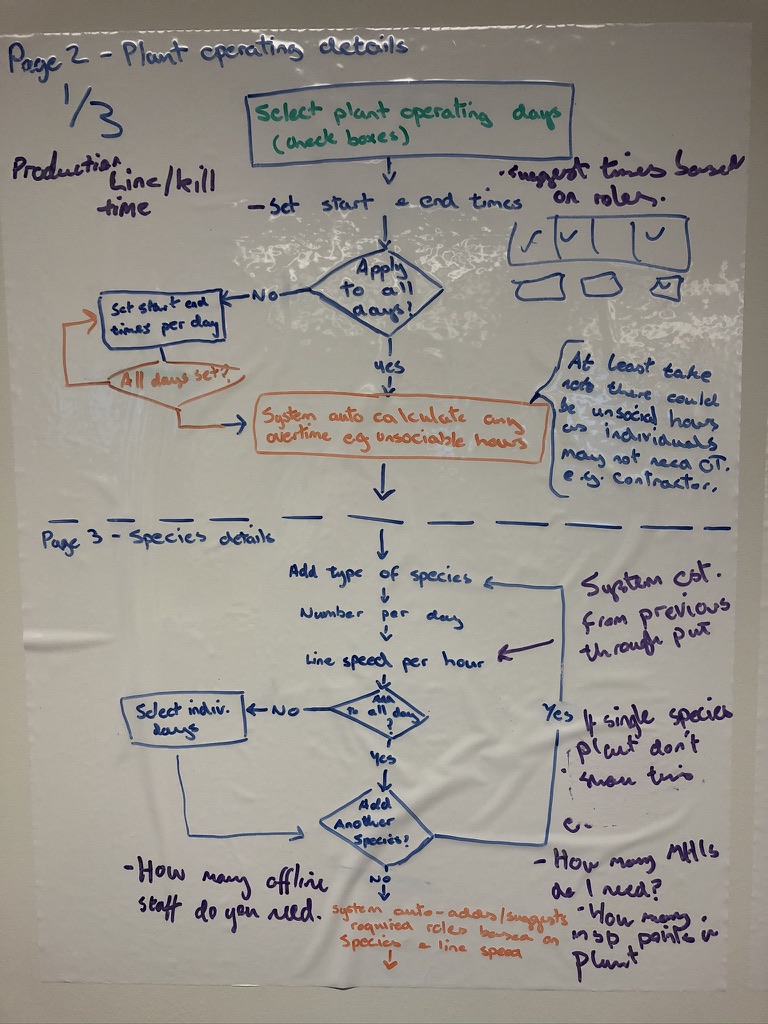 Page 2 - Plant operating details
1/3
Select plant operating days
(check boxes)
Production
Line/kill
time
- Set start & end times
• suggest times based
on roles.
Apply
to all
days?
No
Set start end
times per day
All days set?
yes
System auto calculate any
overtime eg unsociable hours
At least take
note there could
be unsocial hours
as individuals
may not need OT.
e.g. contractor.
Page 3 - Species details
Add type of species
Number per day
Line speed per hour
System est.
from previous
through put
to all day
?
No
Select indiv.
days
Yes
Yes
If single species
plant don't
show this
Add
Another
Species?
e.
No
- How many offline
staff do you need.
- How many MHIs
do I need?
- How many
insp points in
plant
System auto-adds/suggests
required roles based on
Species & line speed